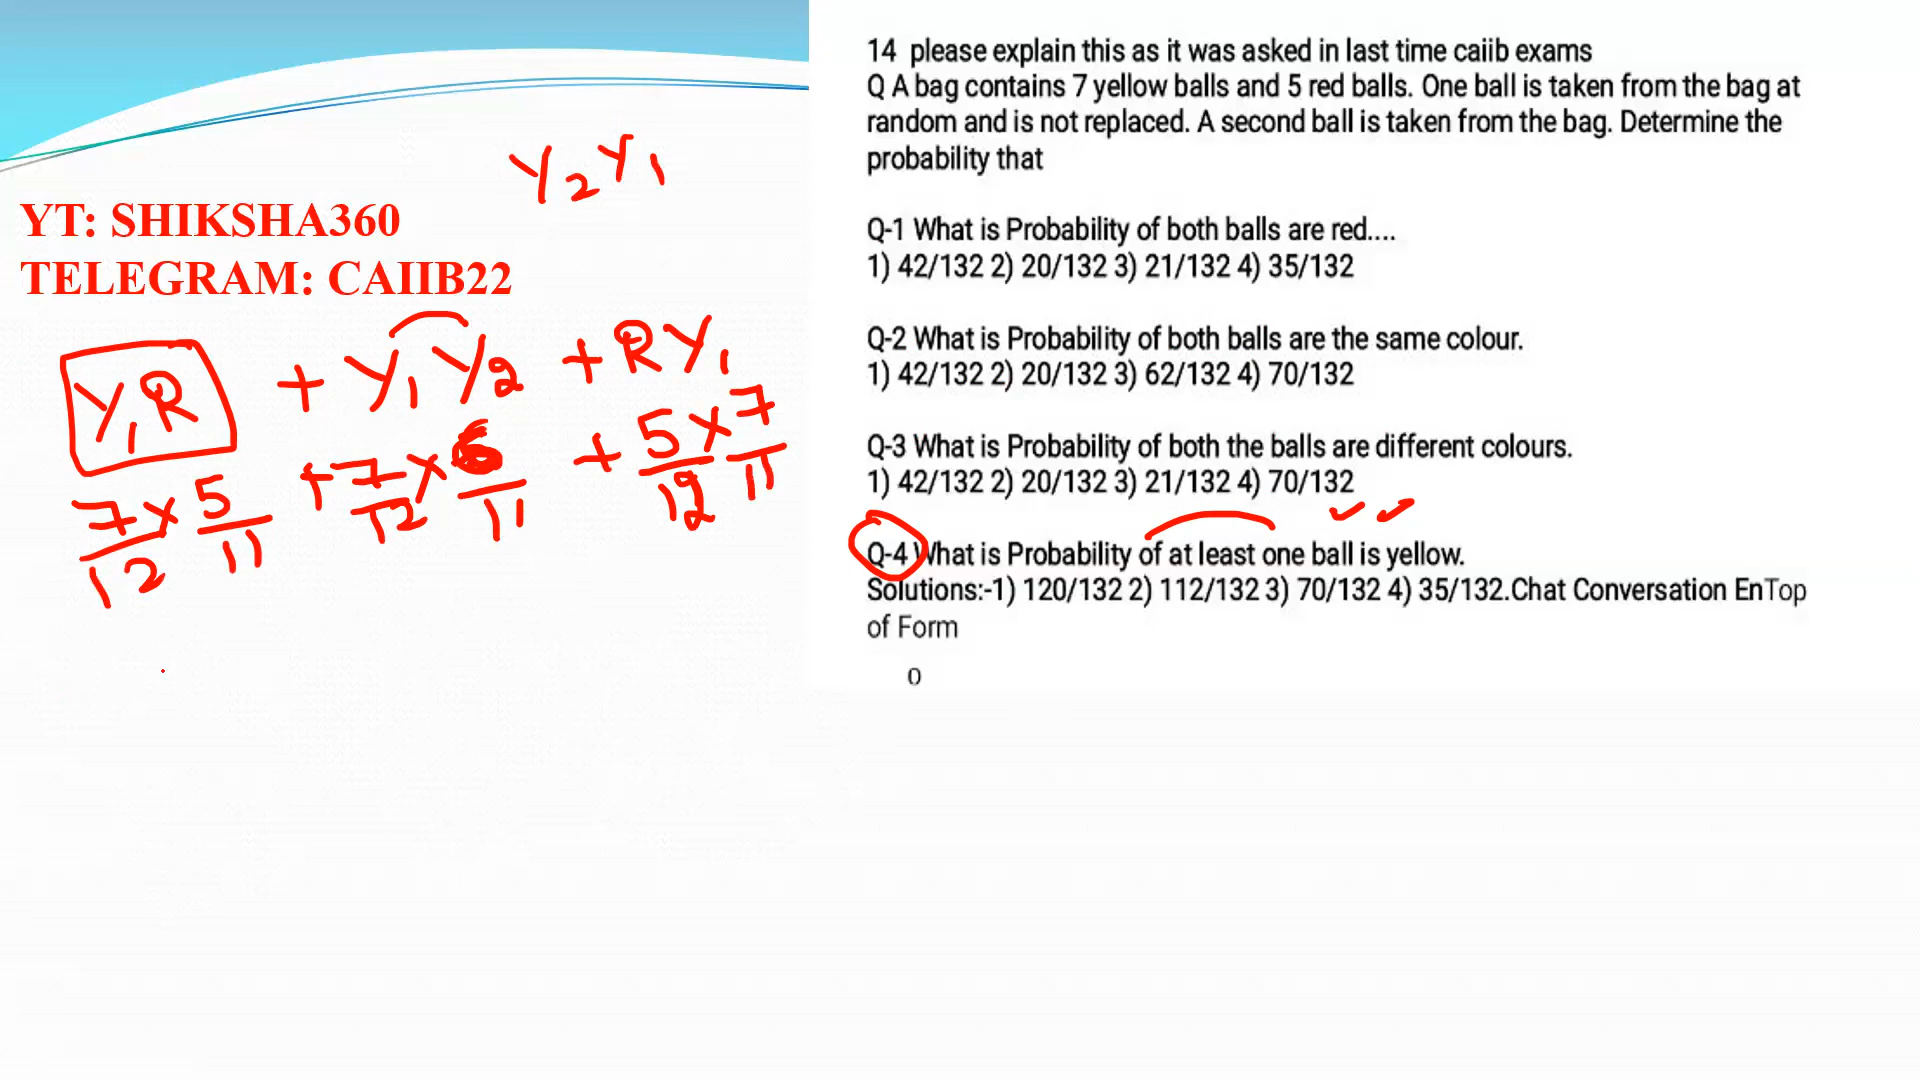 Y₂Y₁
YT: SHIKSHA360
TELEGRAM: CAIIB22
Y₁R + Y₁Y₂ + RY₁
7/12 × 5/11 + 7/12 × 6/11 + 5/12 × 7/11
14 please explain this as it was asked in last time caiib exams
Q A bag contains 7 yellow balls and 5 red balls. One ball is taken from the bag at
random and is not replaced. A second ball is taken from the bag. Determine the
probability that
Q-1 What is Probability of both balls are red....
1) 42/132 2) 20/132 3) 21/132 4) 35/132
Q-2 What is Probability of both balls are the same colour.
1) 42/132 2) 20/132 3) 62/132 4) 70/132
Q-3 What is Probability of both the balls are different colours.
1) 42/132 2) 20/132 3) 21/132 4) 70/132
Q-4 What is Probability of at least one ball is yellow.
Solutions:-1) 120/132 2) 112/132 3) 70/132 4) 35/132.Chat Conversation EnTop
of Form
0